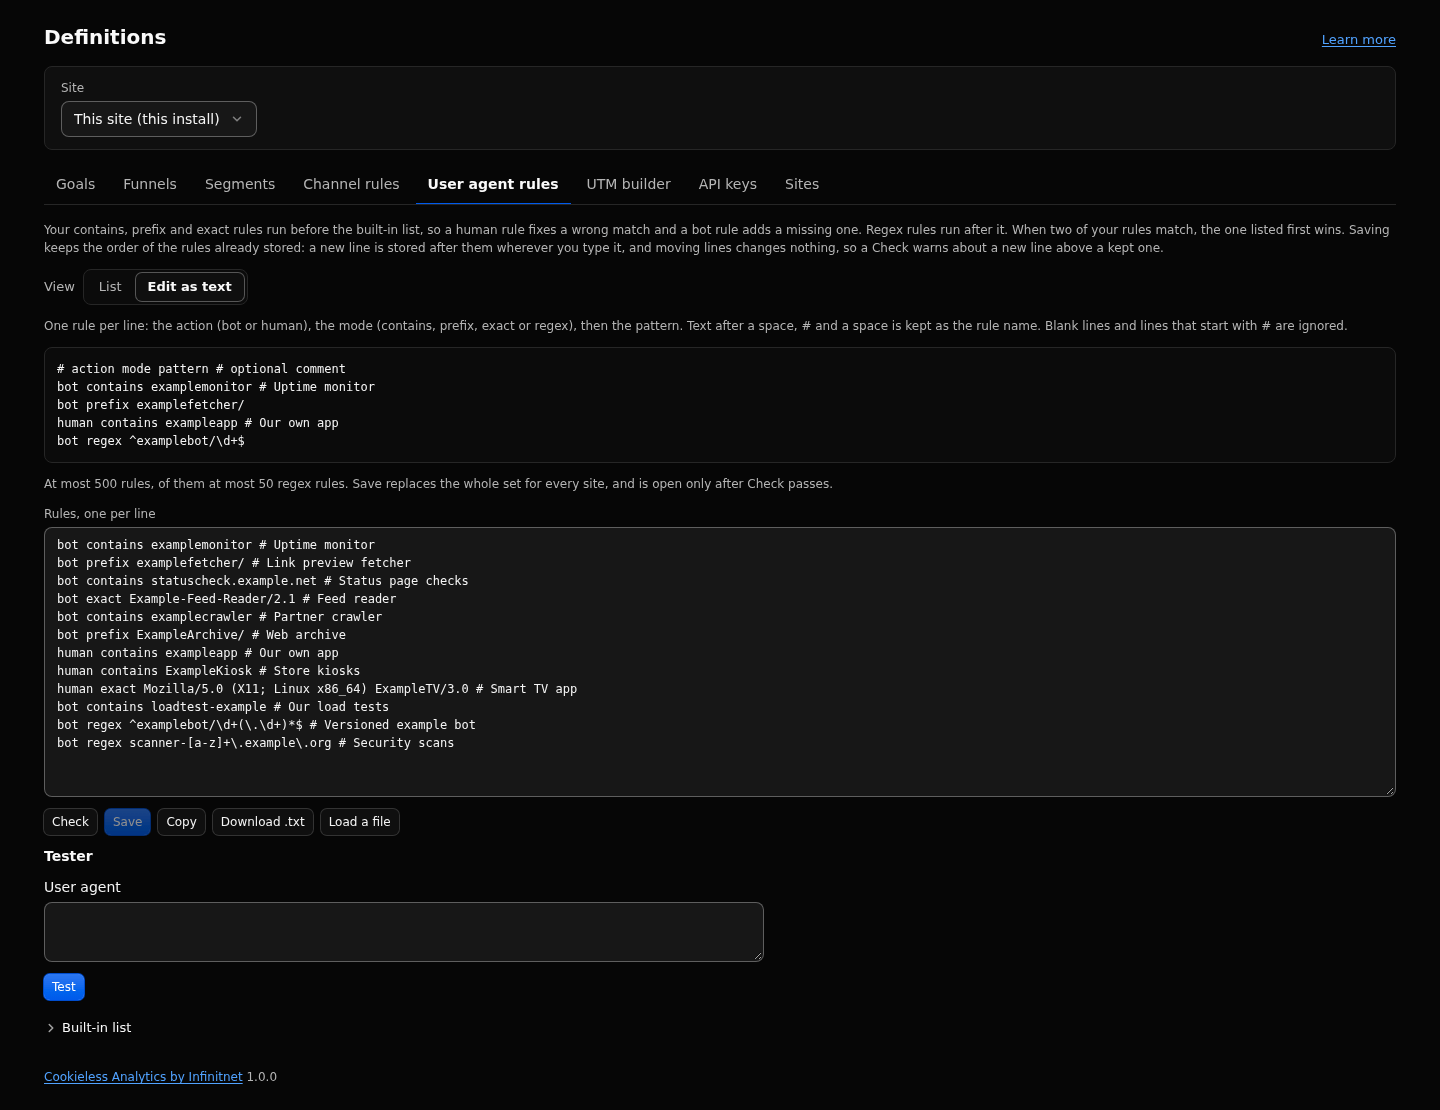 Definitions
Learn more
Site
This site (this install)
Goals Funnels Segments Channel rules User agent rules UTM builder API keys Sites
Your contains, prefix and exact rules run before the built-in list, so a human rule fixes a wrong match and a bot rule adds a missing one. Regex rules run after it. When two of your rules match, the one listed first wins. Saving
keeps the order of the rules already stored: a new line is stored after them wherever you type it, and moving lines changes nothing, so a Check warns about a new line above a kept one.
View List Edit as text
One rule per line: the action (bot or human), the mode (contains, prefix, exact or regex), then the pattern. Text after a space, # and a space is kept as the rule name. Blank lines and lines that start with # are ignored.
# action mode pattern # optional comment
bot contains examplemonitor # Uptime monitor
bot prefix examplefetcher/
human contains exampleapp # Our own app
bot regex ^examplebot/\d+$
At most 500 rules, of them at most 50 regex rules. Save replaces the whole set for every site, and is open only after Check passes.
Rules, one per line
bot contains examplemonitor # Uptime monitor
bot prefix examplefetcher/ # Link preview fetcher
bot contains statuscheck.example.net # Status page checks
bot exact Example-Feed-Reader/2.1 # Feed reader
bot contains examplecrawler # Partner crawler
bot prefix ExampleArchive/ # Web archive
human contains exampleapp # Our own app
human contains ExampleKiosk # Store kiosks
human exact Mozilla/5.0 (X11; Linux x86_64) ExampleTV/3.0 # Smart TV app
bot contains loadtest-example # Our load tests
bot regex ^examplebot/\d+(\.\d+)*$ # Versioned example bot
bot regex scanner-[a-z]+\.example\.org # Security scans
Check Save Copy Download .txt Load a file
Tester
User agent
Test
Built-in list
Cookieless Analytics by Infinitnet 1.0.0